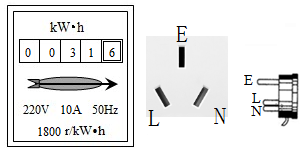 kW•h
0 0 3 1 6
220V 10A 50Hz
1800 r/kW•h
E
L N
E
L
N